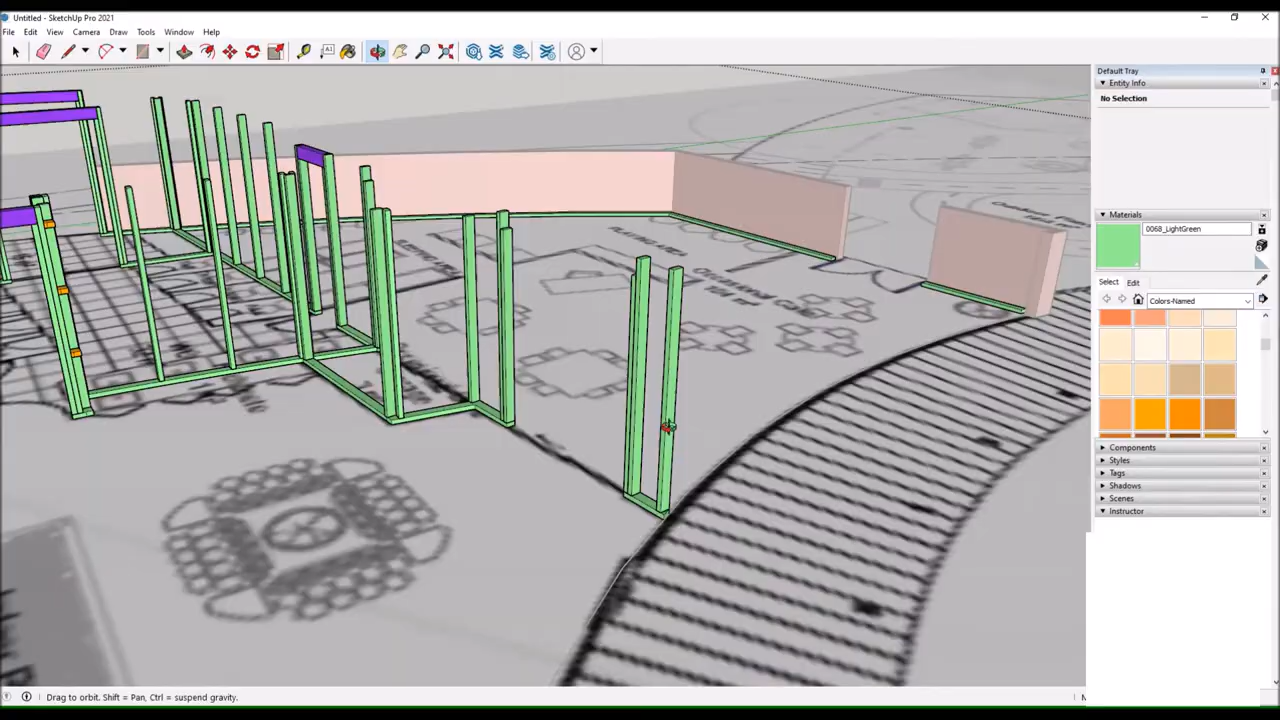 Untitled - SketchUp Pro 2021
File Edit View Camera Draw Tools Window Help
Default Tray
Entity Info
No Selection
Materials
0068_LightGreen
Select Edit
Colors-Named
Components
Styles
Tags
Shadows
Scenes
Instructor
Drag to orbit. Shift = Pan, Ctrl = suspend gravity.